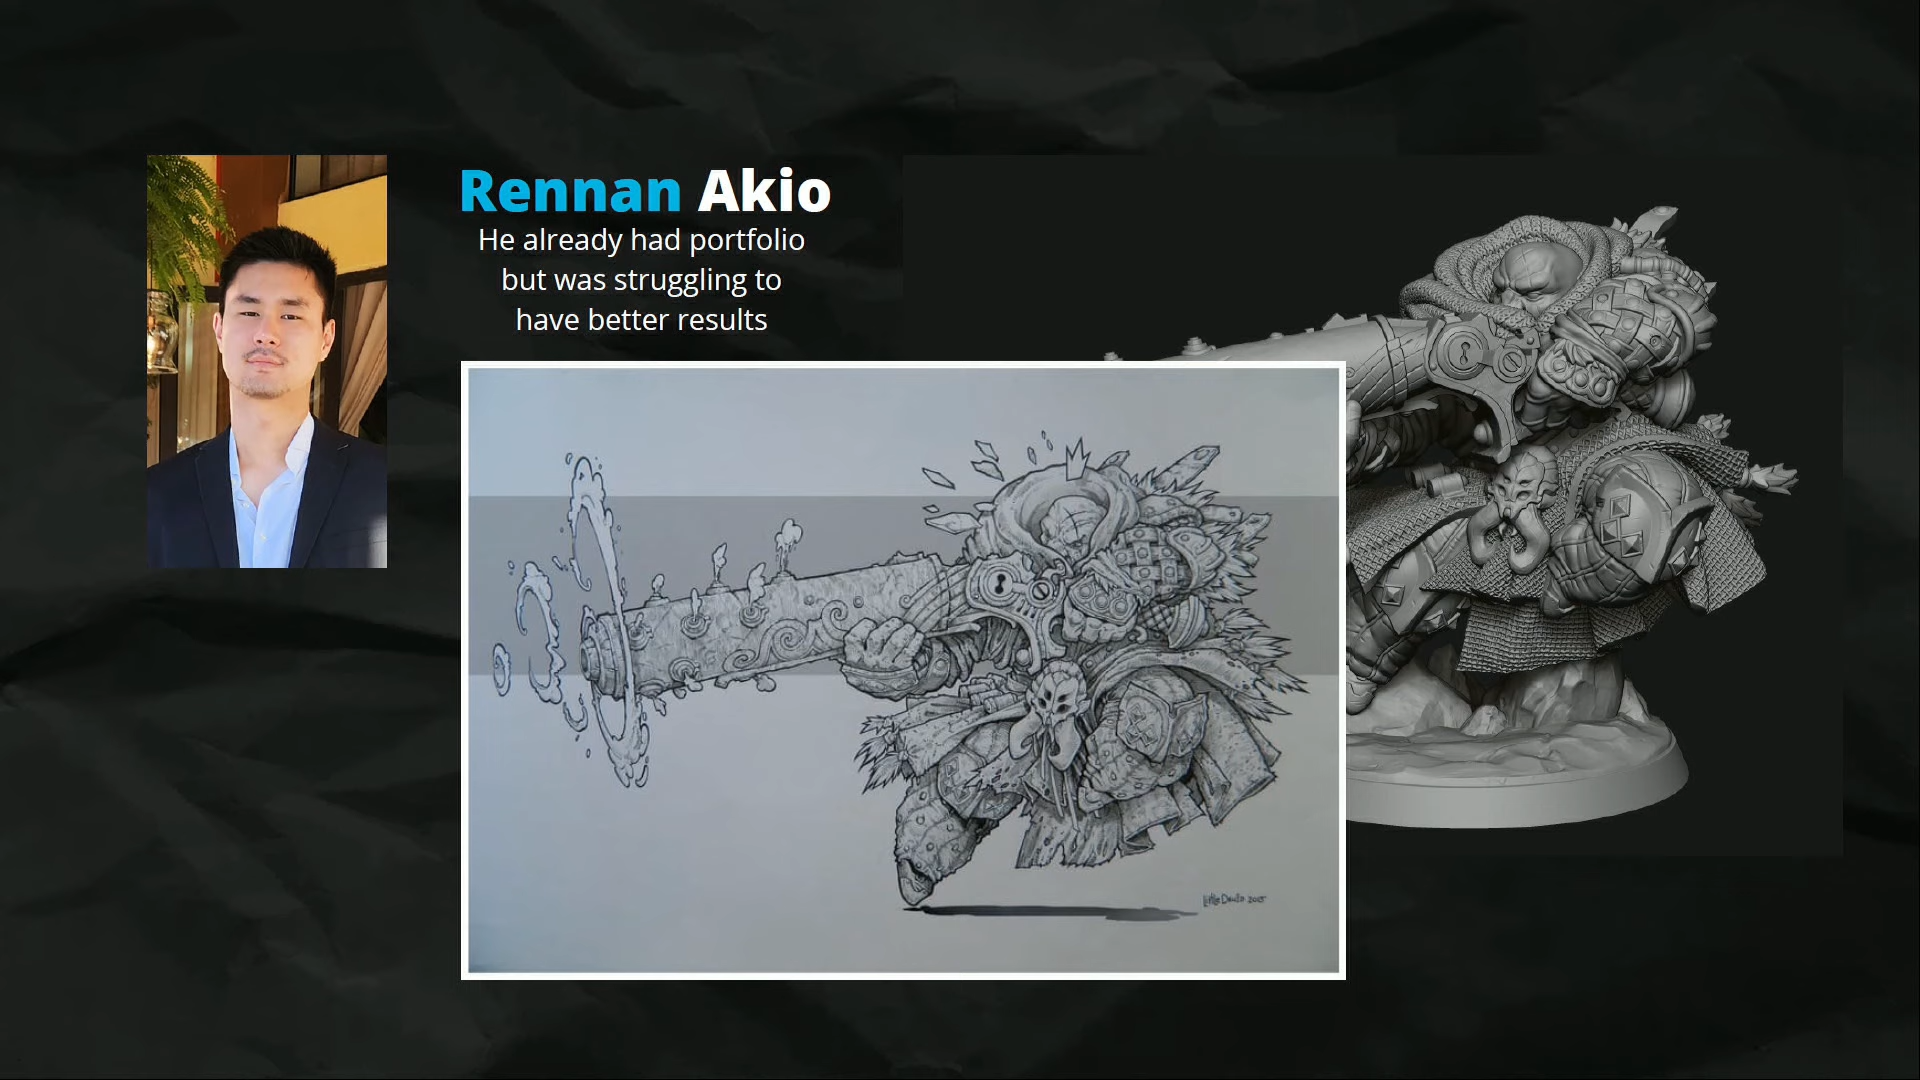 Rennan Akio
He already had portfolio
but was struggling to
have better results